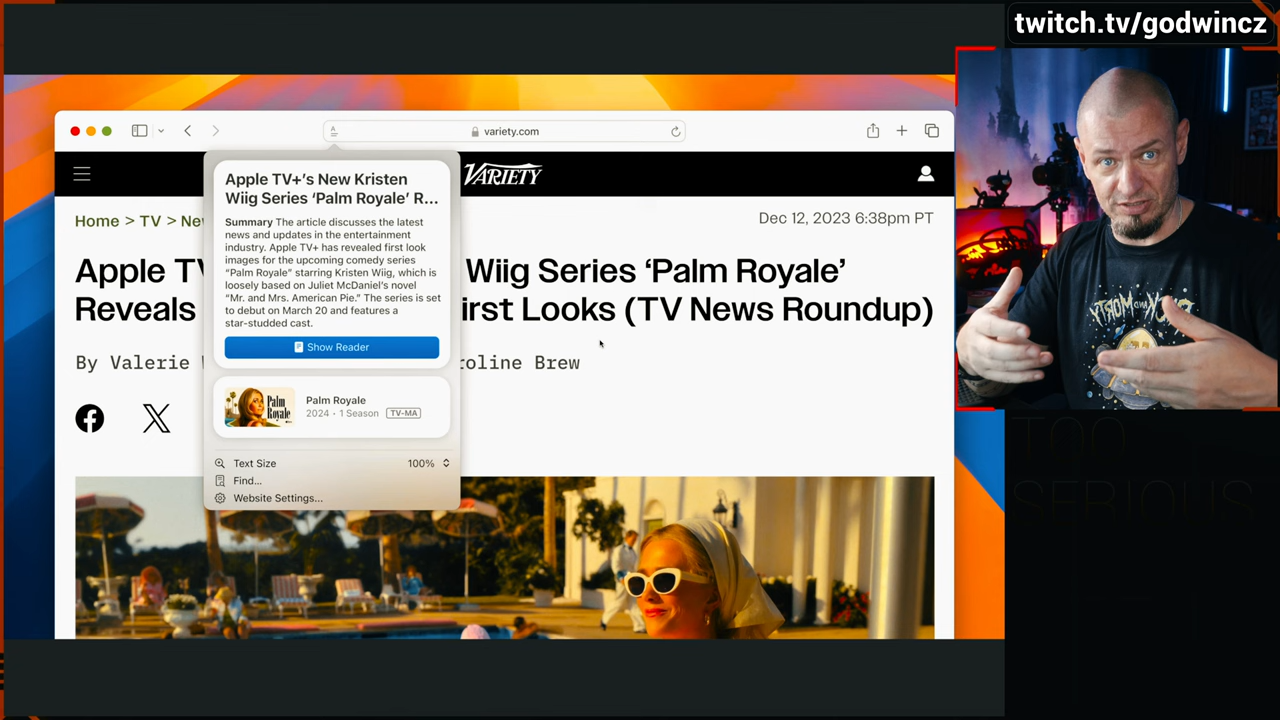 twitch.tv/godwincz
variety.com
VARIETY
Home > TV > Ne
Dec 12, 2023 6:38pm PT
Apple TV+’s New Kristen
Wiig Series ‘Palm Royale’ R...
Summary The article discusses the latest
news and updates in the entertainment
industry. Apple TV+ has revealed first look
images for the upcoming comedy series
“Palm Royale” starring Kristen Wiig, which is
loosely based on Juliet McDaniel’s novel
“Mr. and Mrs. American Pie.” The series is set
to debut on March 20 and features a
star-studded cast.
Show Reader
Palm Royale
Palm Royale
2024 · 1 Season TV-MA
Text Size 100%
Find...
Website Settings...
Apple T Wiig Series ‘Palm Royale’
Reveals irst Looks (TV News Roundup)
By Valerie roline Brew
TOO
SERIOUS